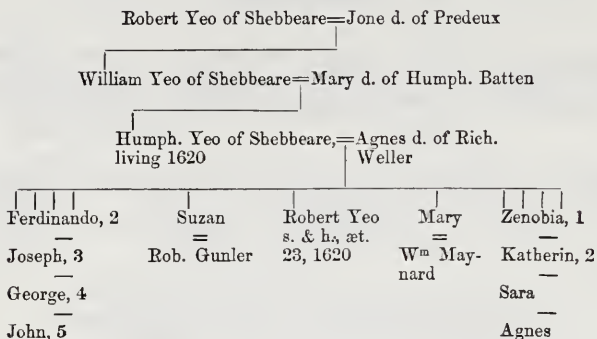 Robert Yeo of Shebbeare=Jone d. of Predeux
William Yeo of Shebbeare=Mary d. of Humph. Batten
Humph. Yeo of Shebbeare,=Agnes d. of Rich.
living 1620 Weller
Ferdinando, 2 Suzan Robert Yeo Mary Zenobia, 1
= s. & h., æt. =
Joseph, 3 Rob. Gunler 23, 1620 Wm May- Katherin, 2
nard
George, 4 Sara
John, 5 Agnes